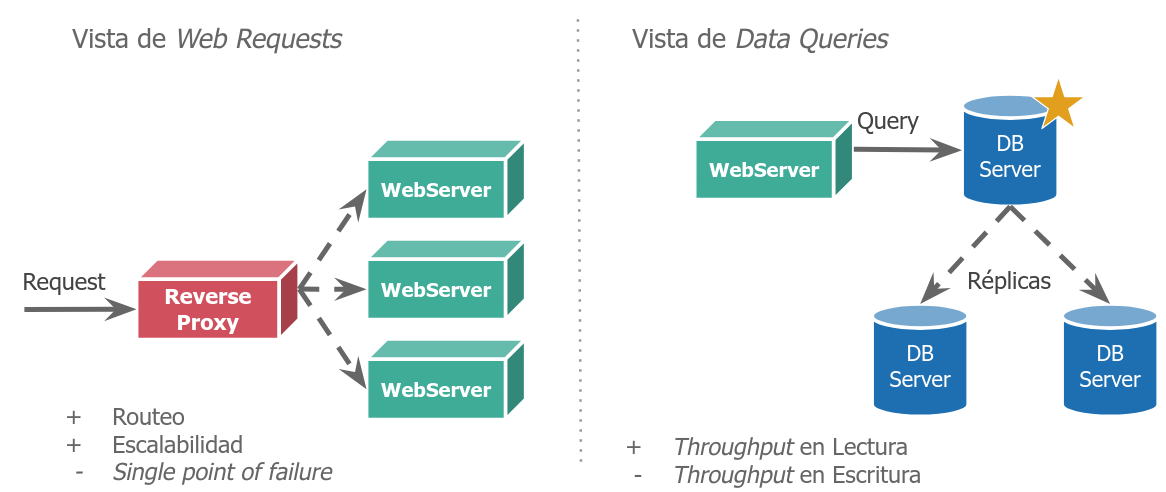 Vista de Web Requests
Request
Reverse
Proxy
WebServer
WebServer
WebServer
+ Routeo
+ Escalabilidad
- Single point of failure
Vista de Data Queries
WebServer
Query
DB
Server
Réplicas
DB
Server
DB
Server
+ Throughput en Lectura
- Throughput en Escritura